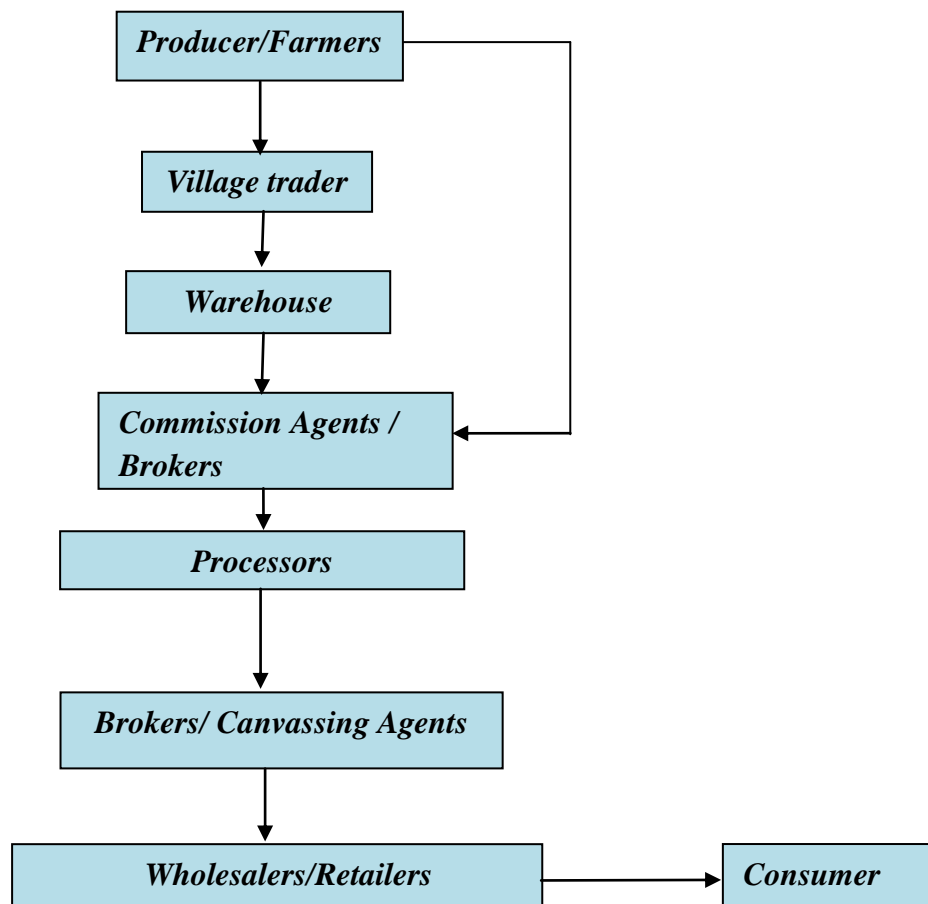 Producer/Farmers
Village trader
Warehouse
Commission Agents /
Brokers
Processors
Brokers/ Canvassing Agents
Wholesalers/Retailers
Consumer